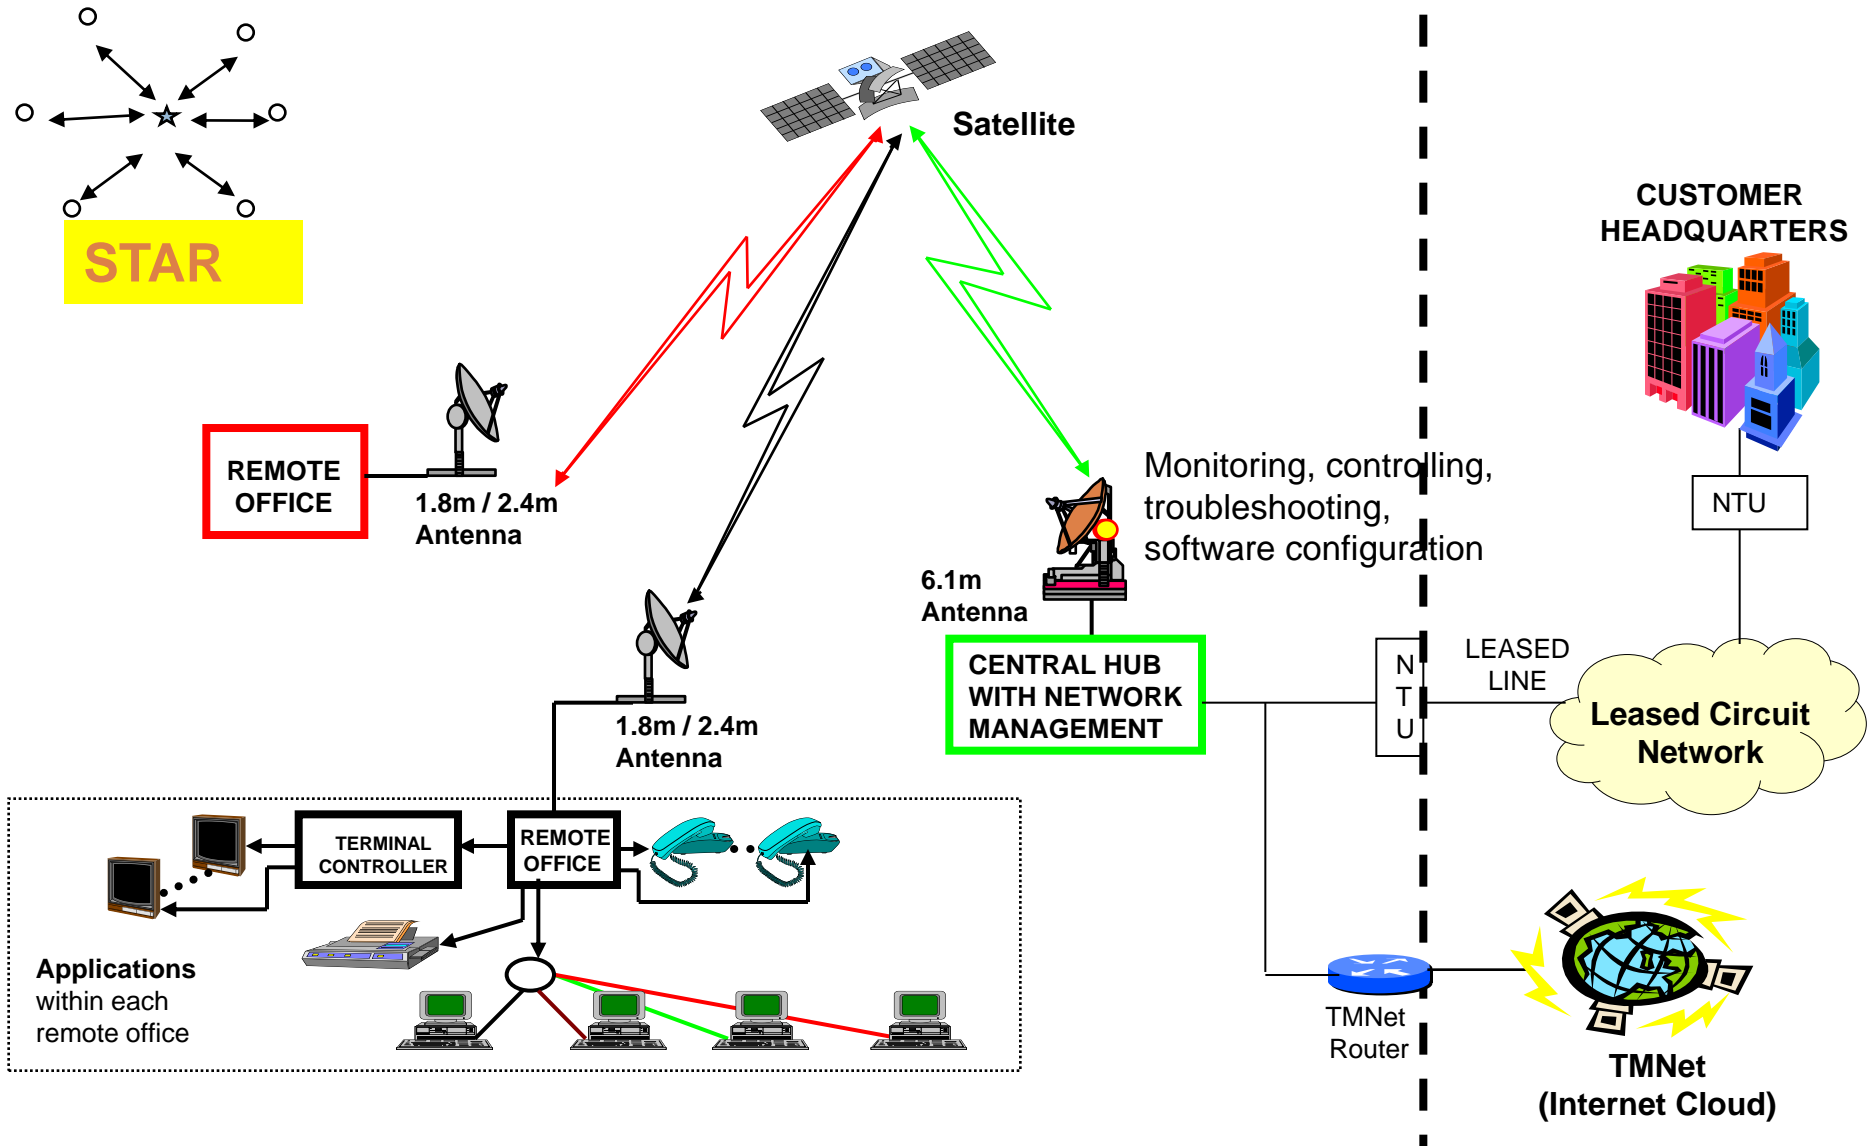 STAR
Satellite
CUSTOMER
HEADQUARTERS
REMOTE
OFFICE
1.8m / 2.4m
Antenna
Monitoring, controlling,
troubleshooting,
software configuration
NTU
6.1m
Antenna
CENTRAL HUB
WITH NETWORK
MANAGEMENT
N
T
U
LEASED
LINE
Leased Circuit
Network
1.8m / 2.4m
Antenna
TERMINAL
CONTROLLER
REMOTE
OFFICE
Applications
within each
remote office
TMNet
Router
TMNet
(Internet Cloud)